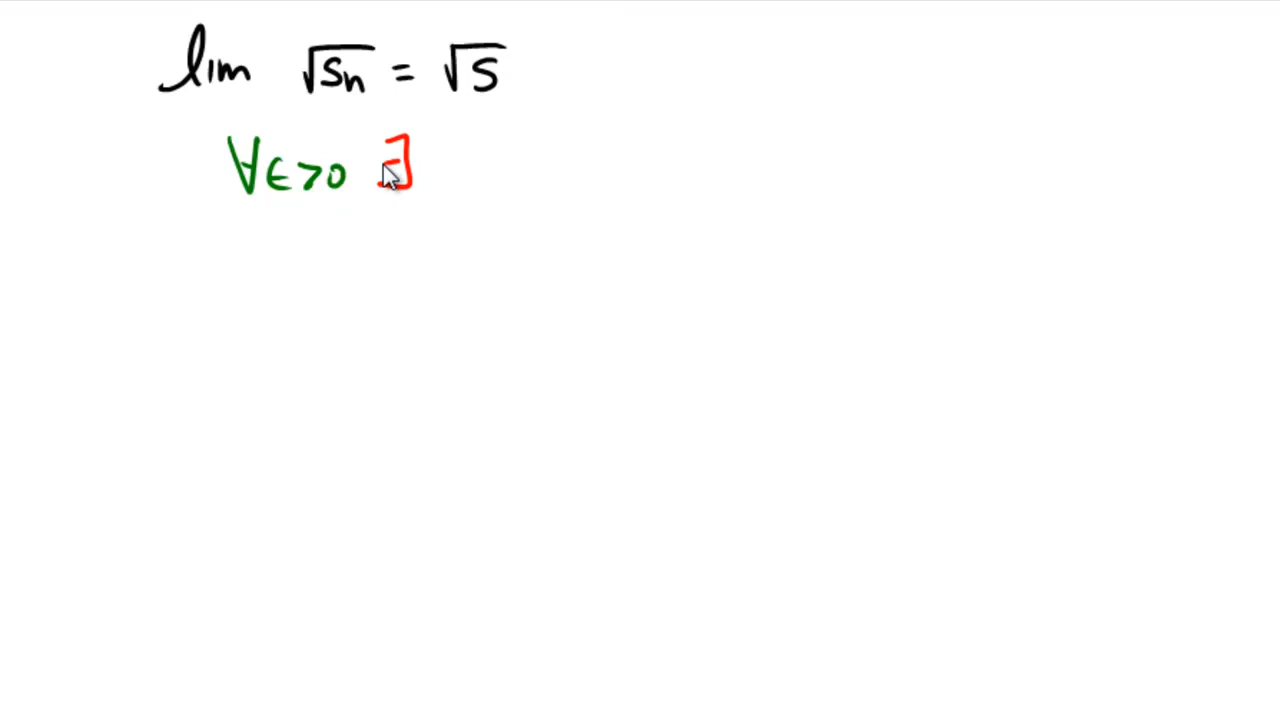 lim √Sn = √S
∀ϵ>0 ∃